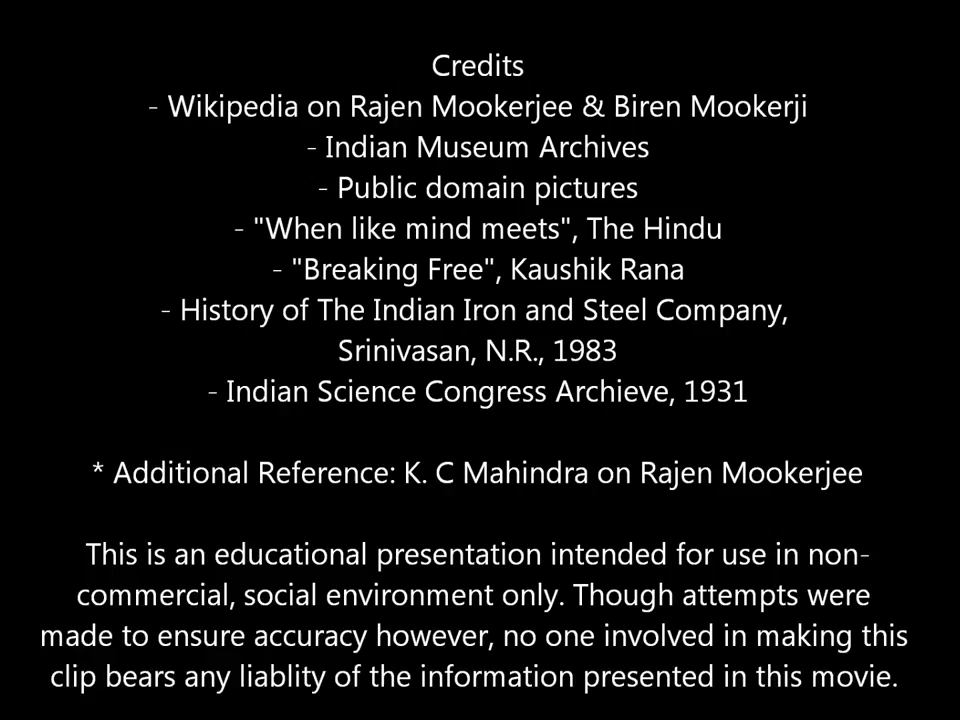 Credits
- Wikipedia on Rajen Mookerjee & Biren Mookerji
- Indian Museum Archives
- Public domain pictures
- "When like mind meets", The Hindu
- "Breaking Free", Kaushik Rana
- History of The Indian Iron and Steel Company,
Srinivasan, N.R., 1983
- Indian Science Congress Archieve, 1931
* Additional Reference: K. C Mahindra on Rajen Mookerjee
This is an educational presentation intended for use in non-
commercial, social environment only. Though attempts were
made to ensure accuracy however, no one involved in making this
clip bears any liablity of the information presented in this movie.